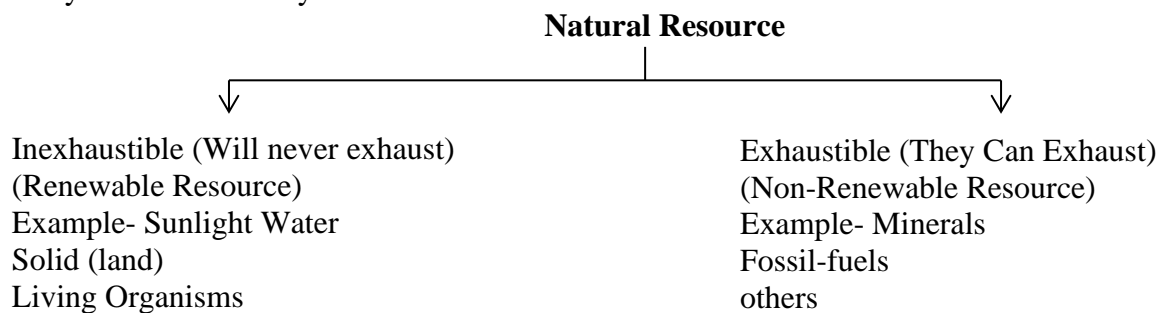 Natural Resource
Inexhaustible (Will never exhaust)
(Renewable Resource)
Example- Sunlight Water
Solid (land)
Living Organisms
Exhaustible (They Can Exhaust)
(Non-Renewable Resource)
Example- Minerals
Fossil-fuels
others